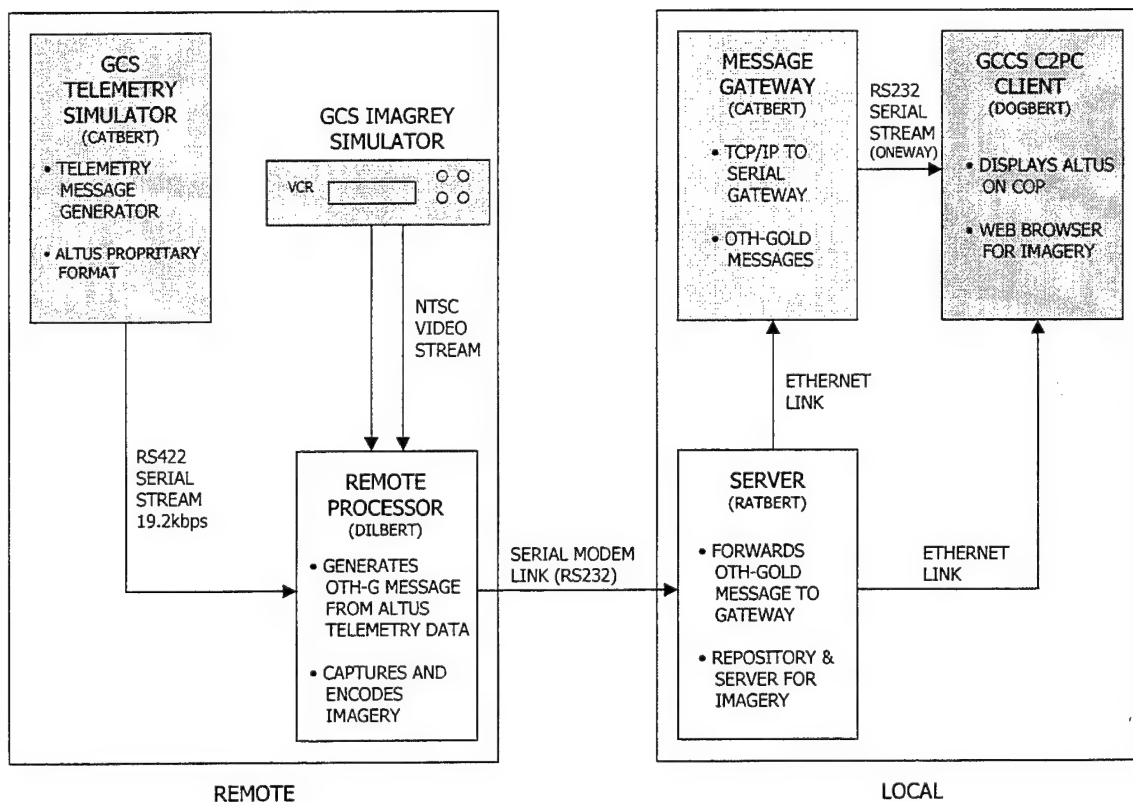 GCS
TELEMETRY
SIMULATOR
(CATBERT)
• TELEMETRY
MESSAGE
GENERATOR
• ALTUS PROPRITARY
FORMAT
GCS IMAGREY
SIMULATOR
VCR
NTSC
VIDEO
STREAM
RS422
SERIAL
STREAM
19.2kbps
REMOTE
PROCESSOR
(DILBERT)
• GENERATES
OTH-G MESSAGE
FROM ALTUS
TELEMETRY DATA
• CAPTURES AND
ENCODES
IMAGERY
SERIAL MODEM
LINK (RS232)
MESSAGE
GATEWAY
(CATBERT)
• TCP/IP TO
SERIAL
GATEWAY
• OTH-GOLD
MESSAGES
RS232
SERIAL
STREAM
(ONEWAY)
GCCS C2PC
CLIENT
(DOGBERT)
• DISPLAYS ALTUS
ON COP
• WEB BROWSER
FOR IMAGERY
ETHERNET
LINK
SERVER
(RATBERT)
• FORWARDS
OTH-GOLD
MESSAGE TO
GATEWAY
• REPOSITORY &
SERVER FOR
IMAGERY
ETHERNET
LINK
REMOTE
LOCAL